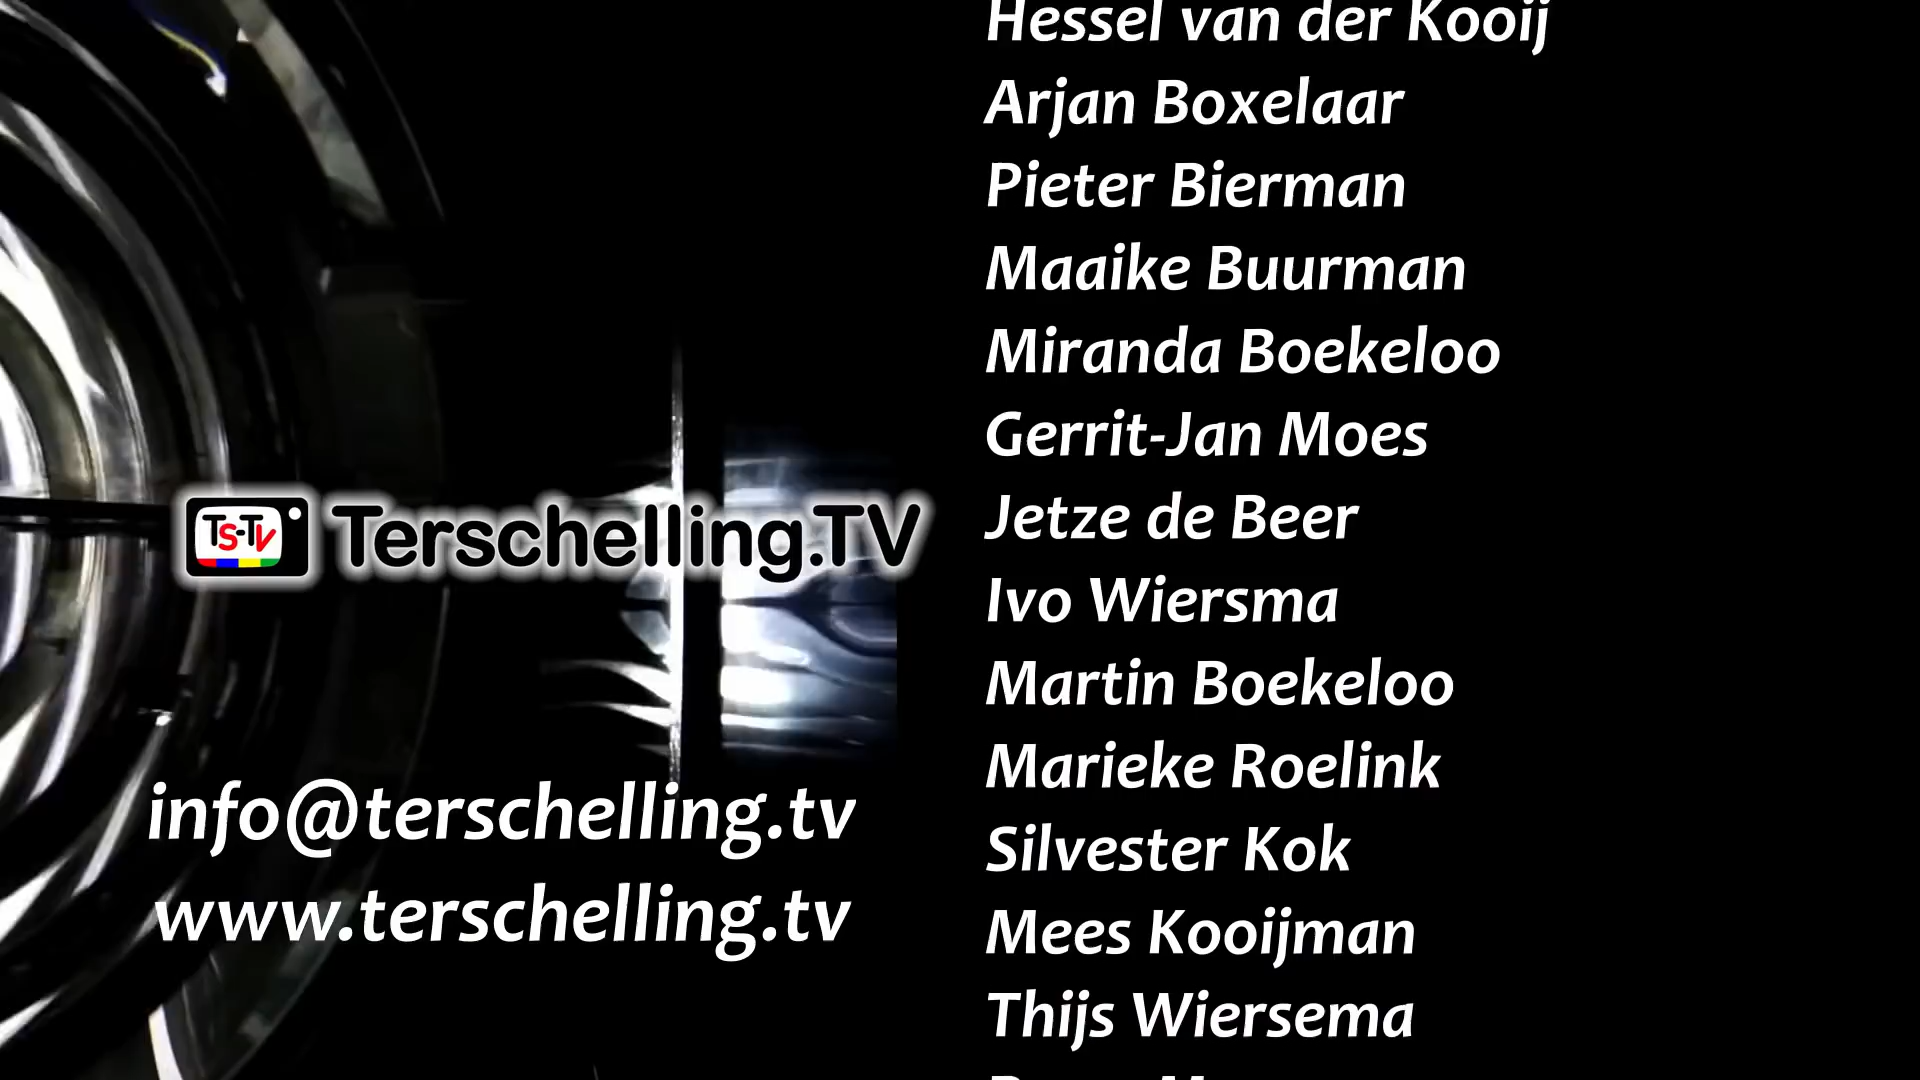 TS-TV
Terschelling.TV
info@terschelling.tv
www.terschelling.tv
Hessel van der Kooij
Arjan Boxelaar
Pieter Bierman
Maaike Buurman
Miranda Boekeloo
Gerrit-Jan Moes
Jetze de Beer
Ivo Wiersma
Martin Boekeloo
Marieke Roelink
Silvester Kok
Mees Kooijman
Thijs Wiersema